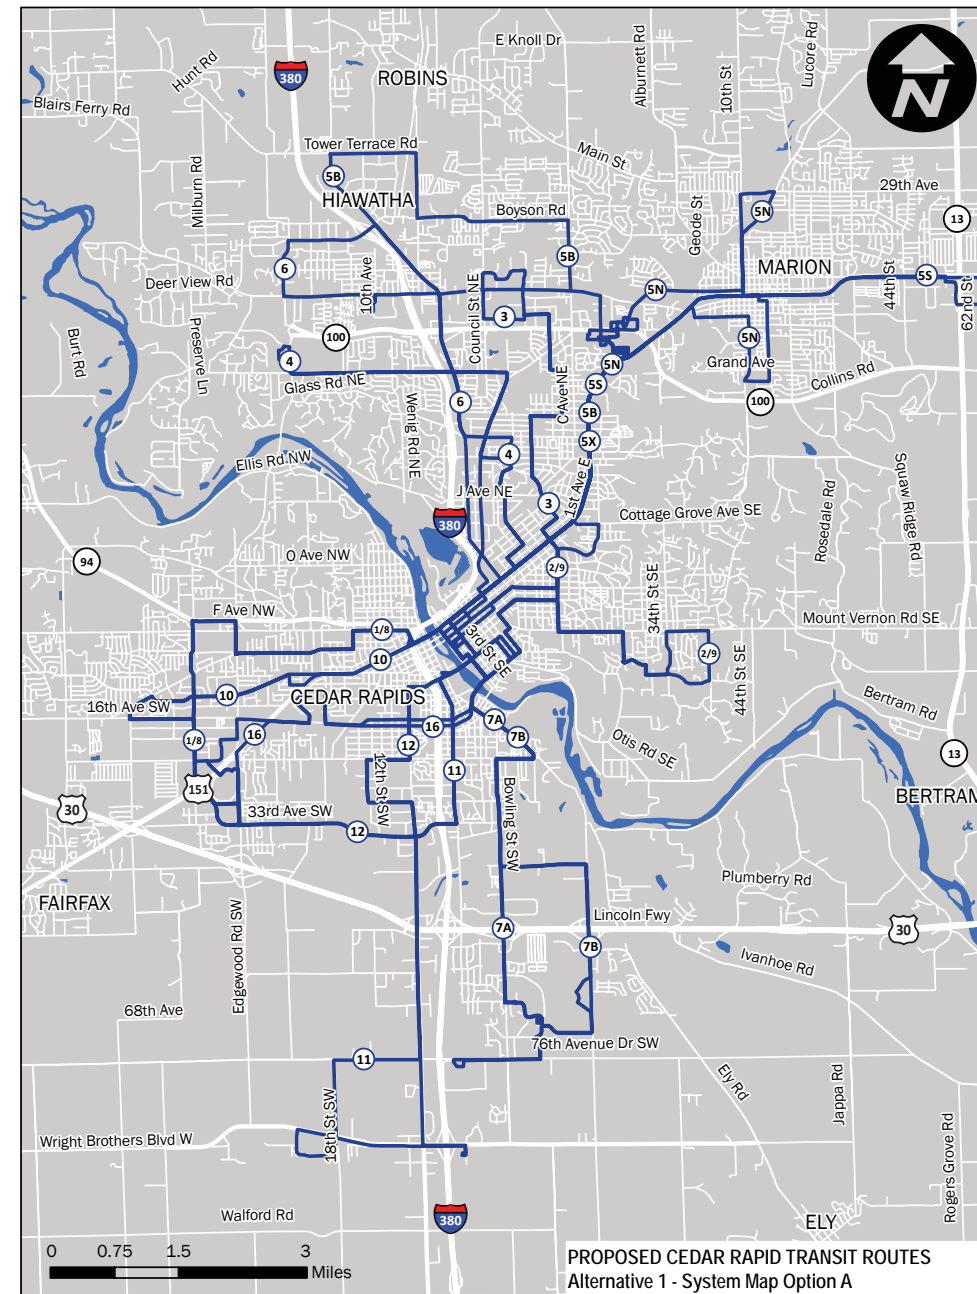 E Knoll Dr
Hunt Rd
380
ROBINS
Alburnett Rd
10th St
Lucore Rd
N
Blairs Ferry Rd
Tower Terrace Rd
Main St
Milburn Rd
5B
HIAWATHA
Boyson Rd
Geode St
5N
29th Ave
13
5B
MARION
6
Deer View Rd
10th Ave
Council St NE
5N
44th St
5S
62nd St
3
100
Burt Rd
Preserve Ln
4
Glass Rd NE
5N
Grand Ave
5N
Collins Rd
5S
C Ave NE
100
6
Wenig Rd NE
5B
5X
4
Ellis Rd NW
J Ave NE
1st Ave E
Squaw Ridge Rd
Rosedale Rd
3
Cottage Grove Ave SE
380
O Ave NW
94
2/9
34th St SE
F Ave NW
1/8
3rd St SE
Mount Vernon Rd SE
10
2/9
44th St SE
10
CEDAR RAPIDS
16th Ave SW
Bertram Rd
1/8
16
16
7A
7B
12
12th St SW
Otis Rd SE
13
11
151
Bowling St SW
30
33rd Ave SW
12
BERTRAM
FAIRFAX
Plumberry Rd
Lincoln Fwy
7A
30
7B
Edgewood Rd SW
Ivanhoe Rd
68th Ave
76th Avenue Dr SW
11
18th St SW
Ely Rd
Jappa Rd
Wright Brothers Blvd W
Rogers Grove Rd
Walford Rd
380
ELY
0 0.75 1.5 3
Miles
PROPOSED CEDAR RAPID TRANSIT ROUTES
Alternative 1 - System Map Option A